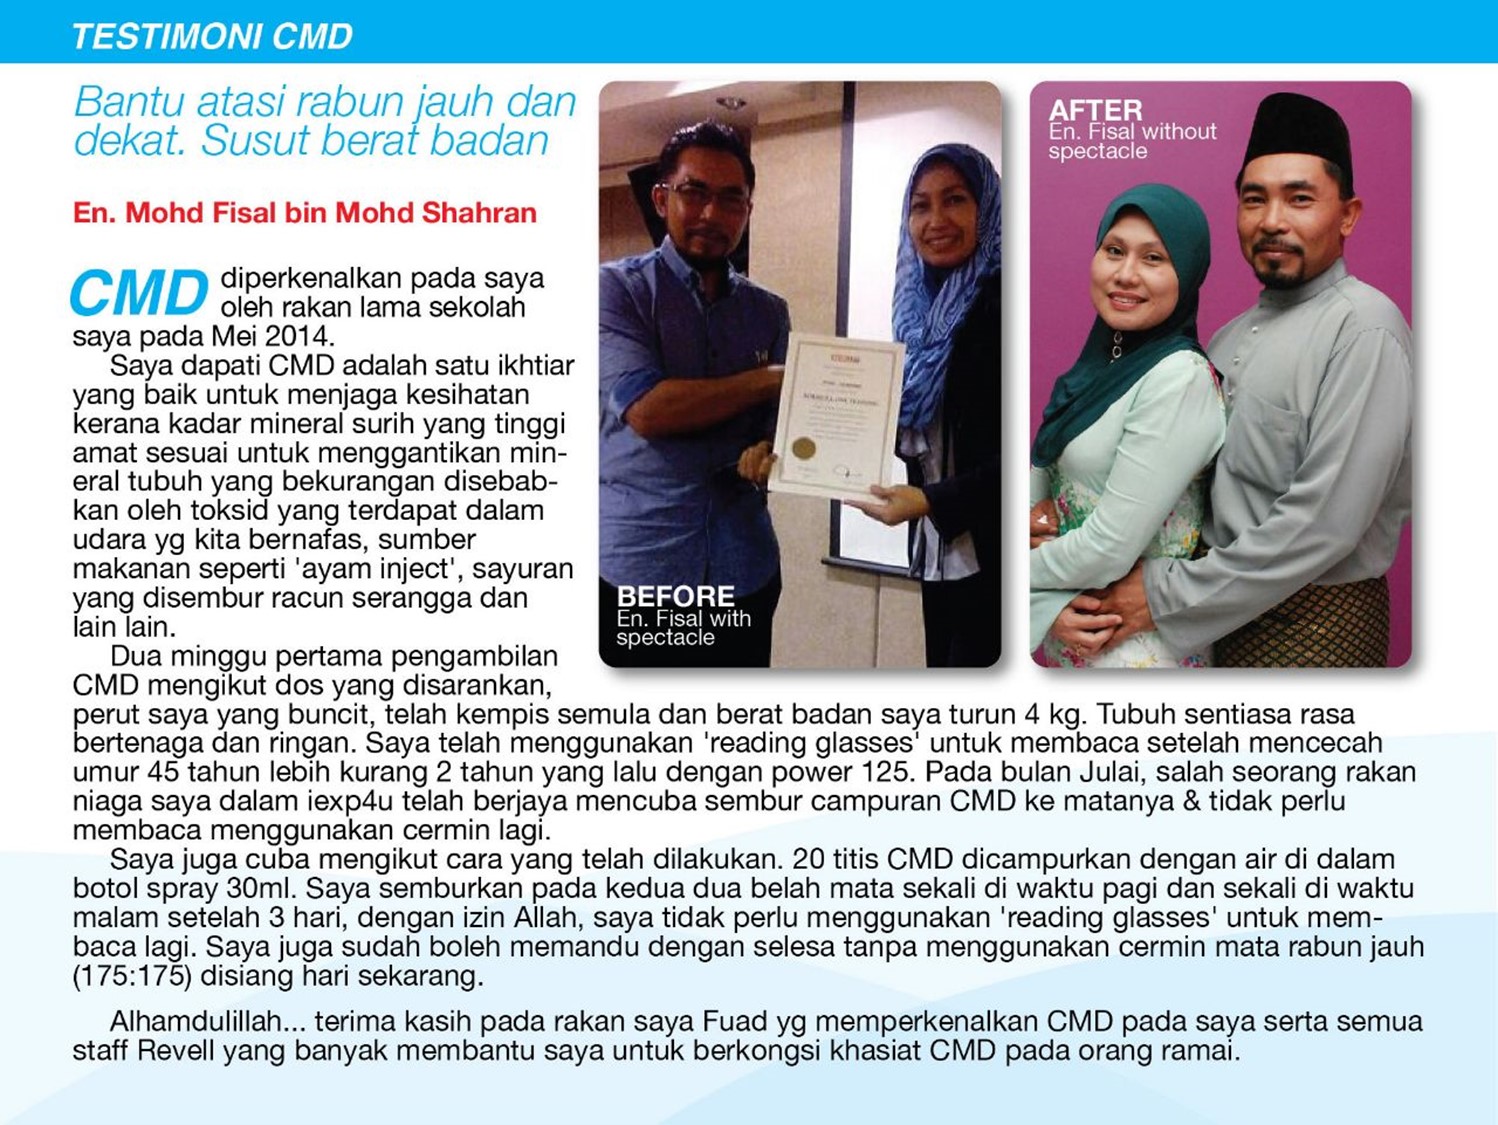 TESTIMONI CMD
Bantu atasi rabun jauh dan
dekat. Susut berat badan
En. Mohd Fisal bin Mohd Shahran
CMD diperkenalkan pada saya
oleh rakan lama sekolah
saya pada Mei 2014.
Saya dapati CMD adalah satu ikhtiar
yang baik untuk menjaga kesihatan
kerana kadar mineral surih yang tinggi
amat sesuai untuk menggantikan min-
eral tubuh yang bekurangan disebab-
kan oleh toksid yang terdapat dalam
udara yg kita bernafas, sumber
makanan seperti 'ayam inject', sayuran
yang disembur racun serangga dan
lain lain.
Dua minggu pertama pengambilan
CMD mengikut dos yang disarankan,
perut saya yang buncit, telah kempis semula dan berat badan saya turun 4 kg. Tubuh sentiasa rasa
bertenaga dan ringan. Saya telah menggunakan 'reading glasses' untuk membaca setelah mencecah
umur 45 tahun lebih kurang 2 tahun yang lalu dengan power 125. Pada bulan Julai, salah seorang rakan
niaga saya dalam iexp4u telah berjaya mencuba sembur campuran CMD ke matanya & tidak perlu
membaca menggunakan cermin lagi.
Saya juga cuba mengikut cara yang telah dilakukan. 20 titis CMD dicampurkan dengan air di dalam
botol spray 30ml. Saya semburkan pada kedua dua belah mata sekali di waktu pagi dan sekali di waktu
malam setelah 3 hari, dengan izin Allah, saya tidak perlu menggunakan 'reading glasses' untuk mem-
baca lagi. Saya juga sudah boleh memandu dengan selesa tanpa menggunakan cermin mata rabun jauh
(175:175) disiang hari sekarang.
Alhamdulillah... terima kasih pada rakan saya Fuad yg memperkenalkan CMD pada saya serta semua
staff Revell yang banyak membantu saya untuk berkongsi khasiat CMD pada orang ramai.
BEFORE
En. Fisal with
spectacle
AFTER
En. Fisal without
spectacle